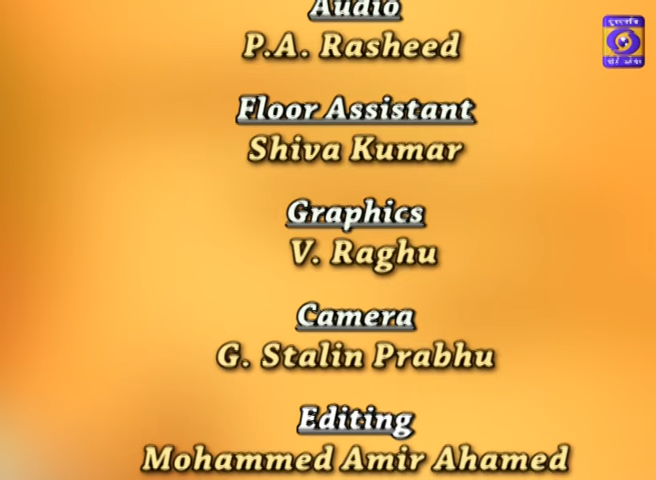 Audio
P.A. Rasheed
Floor Assistant
Shiva Kumar
Graphics
V. Raghu
Camera
G. Stalin Prabhu
Editing
Mohammed Amir Ahamed